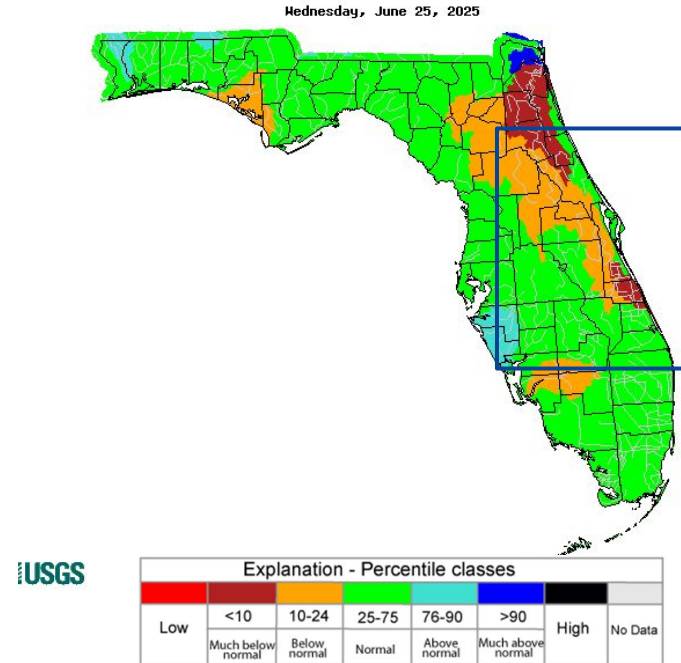 Wednesday, June 25, 2025
USGS
Explanation - Percentile classes
Low <10 10-24 25-75 76-90 >90 High No Data
Much below normal Below normal Normal Above normal Much above normal